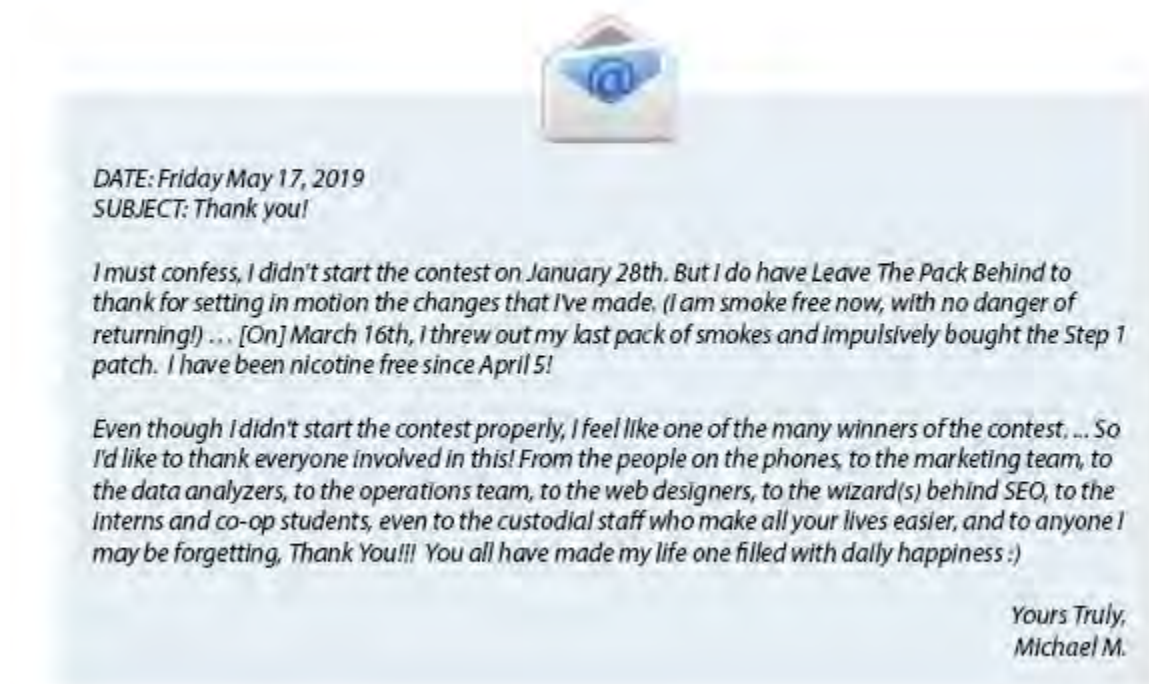 @
DATE: Friday May 17, 2019
SUBJECT: Thank you!
I must confess, I didn't start the contest on January 28th. But I do have Leave The Pack Behind to
thank for setting in motion the changes that I've made. (I am smoke free now, with no danger of
returning!) . . . [On] March 16th, I threw out my last pack of smokes and impulsively bought the Step 1
patch. I have been nicotine free since April 5!
Even though I didn't start the contest properly, I feel like one of the many winners of the contest. ... So
I'd like to thank everyone involved in this! From the people on the phones, to the marketing team, to
the data analyzers, to the operations team, to the web designers, to the wizard(s) behind SEO, to the
interns and co-op students, even to the custodial staff who make all your lives easier, and to anyone I
may be forgetting, Thank You!!! You all have made my life one filled with daily happiness :)
Yours Truly,
Michael M.